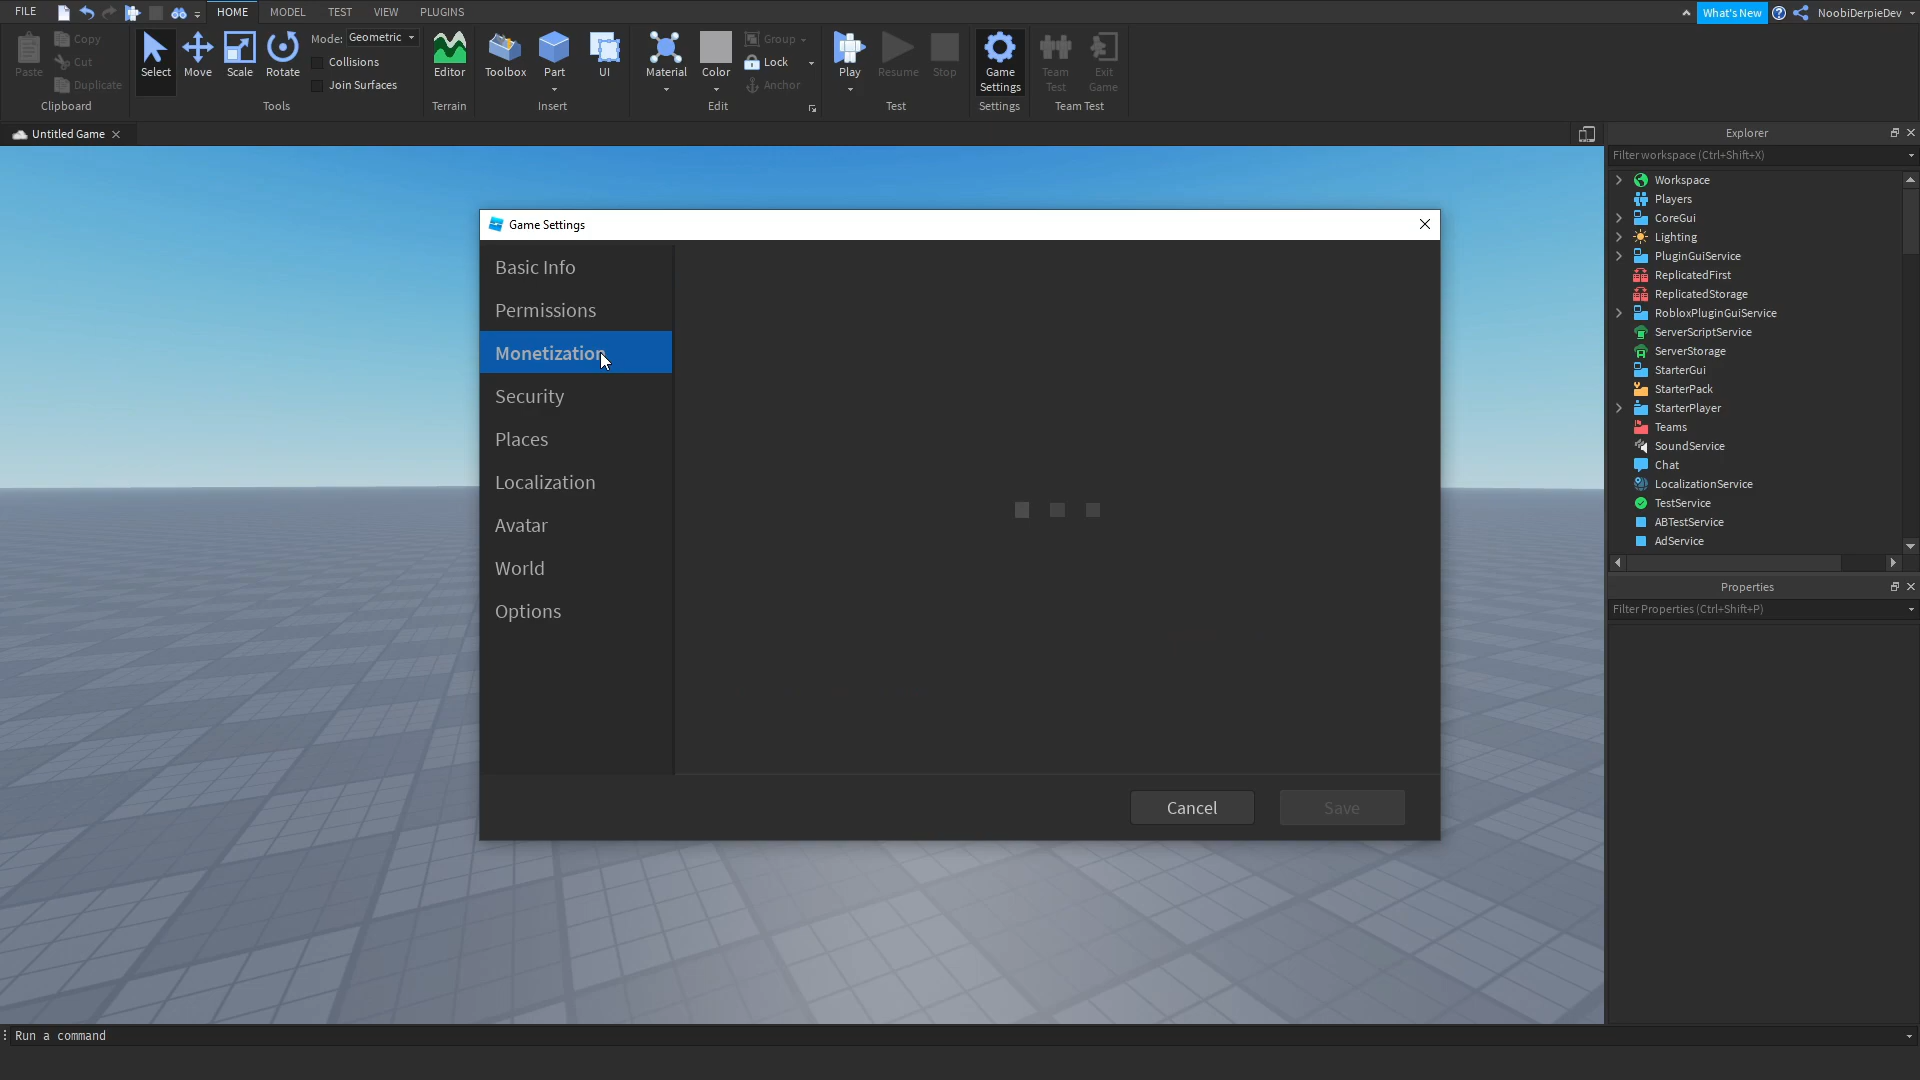 FILE HOME MODEL TEST VIEW PLUGINS What's New NoobiDerpieDev
Paste Copy Cut Duplicate Clipboard
Select Move Scale Rotate Mode: Geometric Collisions Join Surfaces Tools
Editor Terrain
Toolbox Part UI Insert
Material Color Group Lock Anchor Edit
Play Resume Stop Test
Game Settings Settings
Team Test Exit Game Team Test
Untitled Game
Game Settings
Basic Info
Permissions
Monetization
Security
Places
Localization
Avatar
World
Options
Cancel Save
Explorer
Filter workspace (Ctrl+Shift+X)
Workspace
Players
CoreGui
Lighting
PluginGuiService
ReplicatedFirst
ReplicatedStorage
RobloxPluginGuiService
ServerScriptService
ServerStorage
StarterGui
StarterPack
StarterPlayer
Teams
SoundService
Chat
LocalizationService
TestService
ABTestService
AdService
Properties
Filter Properties (Ctrl+Shift+P)
Run a command